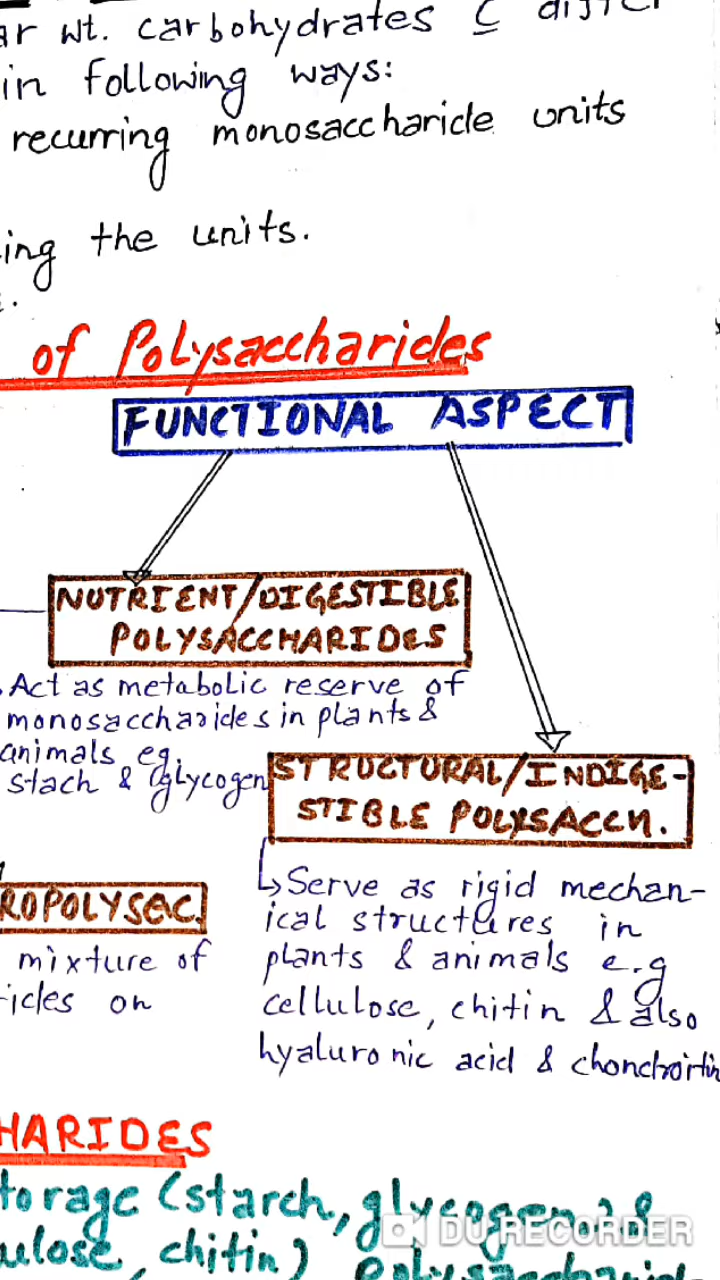 ar wt. carbohydrates c̲ differ
in following ways:
recurring monosaccharide units
ing the units.
of Polysaccharides
FUNCTIONAL ASPECT
NUTRIENT/DIGESTIBLE
POLYSACCHARIDES
Act as metabolic reserve of
monosaccharides in plants &
animals eg.
stach & glycogen
STRUCTURAL/INDIGE-
STIBLE POLYSACCH.
↳ Serve as rigid mechan-
ical structures in
plants & animals e.g
cellulose, chitin & also
hyaluronic acid & chondroitin
ROPOLYSAC.
mixture of
icles on
HARIDES
torage (starch, glycogen) &
ulose, chitin) polysaccharid
DU RECORDER